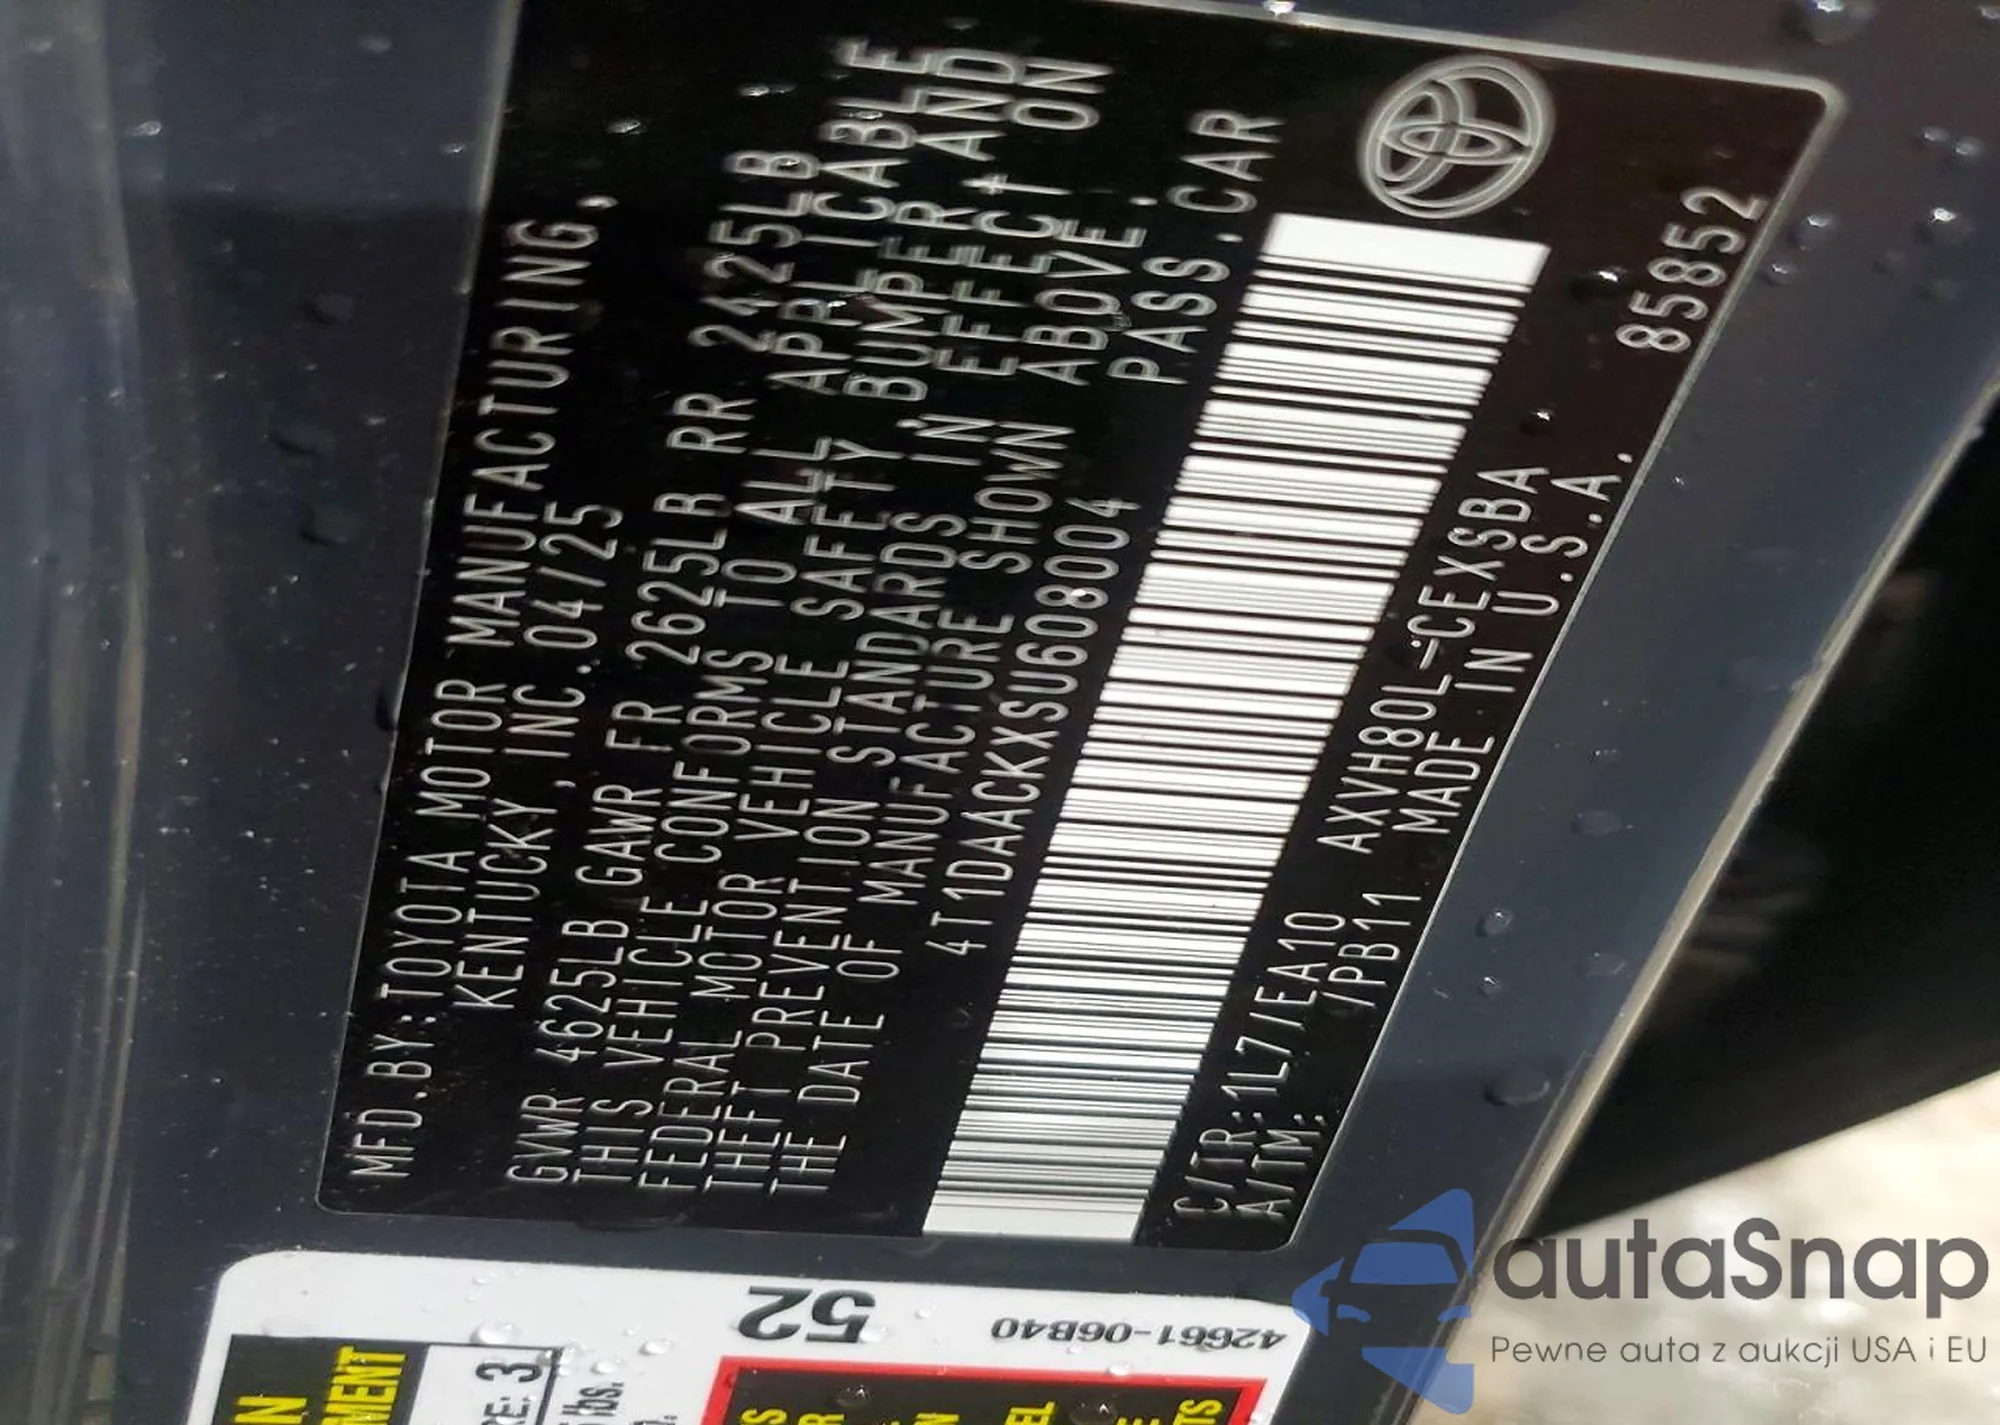 MFD.BY:TOYOTA MOTOR MANUFACTURING,
KENTUCKY, INC. 04/25
GVWR 4625LB GAWR FR 2625LB RR 2425LB
THIS VEHICLE CONFORMS TO ALL APPLICABLE
FEDERAL MOTOR VEHICLE SAFETY BUMPER AND
THEFT PREVENTION STANDARDS IN EFFECT ON
THE DATE OF MANUFACTURE SHOWN ABOVE.
4T1DAACKXSU608004 PASS.CAR
C/TR:1L7/EA10 AXVH80L-CEXSBA
A/TM: /PB11 MADE IN U.S.A. 85852
52
42661-06B40
autaSnap
Pewne auta z aukcji USA i EU